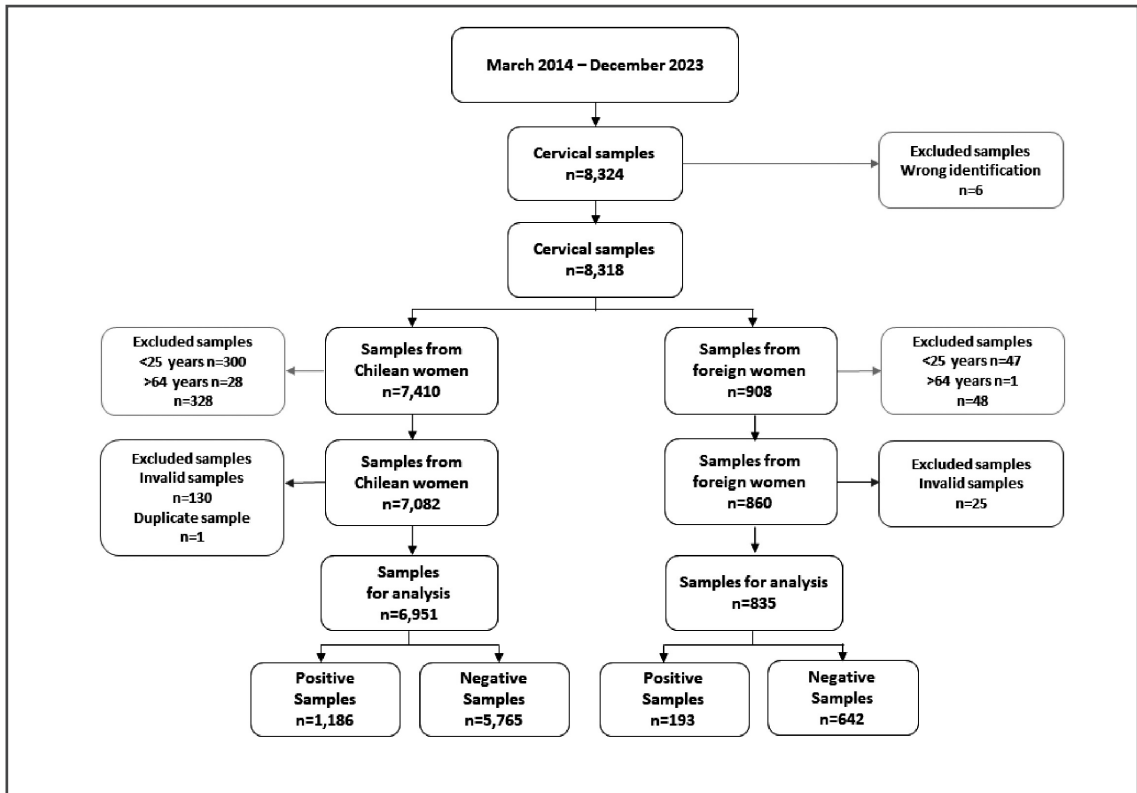 March 2014 – December 2023
Cervical samples
n=8,324
Excluded samples
Wrong identification
n=6
Cervical samples
n=8,318
Excluded samples
<25 years n=300
>64 years n=28
n=328
Samples from
Chilean women
n=7,410
Samples from
foreign women
n=908
Excluded samples
<25 years n=47
>64 years n=1
n=48
Excluded samples
Invalid samples
n=130
Duplicate sample
n=1
Samples from
Chilean women
n=7,082
Samples from
foreign women
n=860
Excluded samples
Invalid samples
n=25
Samples
for analysis
n=6,951
Samples for analysis
n=835
Positive
Samples
n=1,186
Negative
Samples
n=5,765
Positive
Samples
n=193
Negative
Samples
n=642